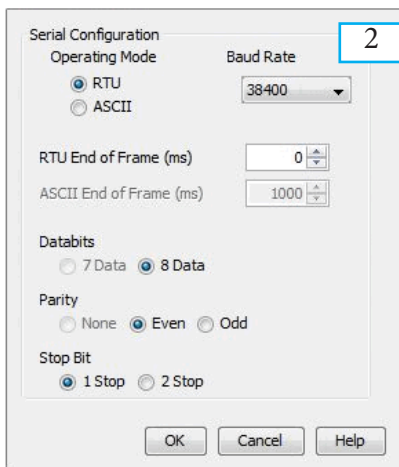 Serial Configuration
2
Operating Mode Baud Rate
RTU
38400
ASCII
RTU End of Frame (ms) 0
ASCII End of Frame (ms) 1000
Databits
7 Data 8 Data
Parity
None Even Odd
Stop Bit
1 Stop 2 Stop
OK Cancel Help